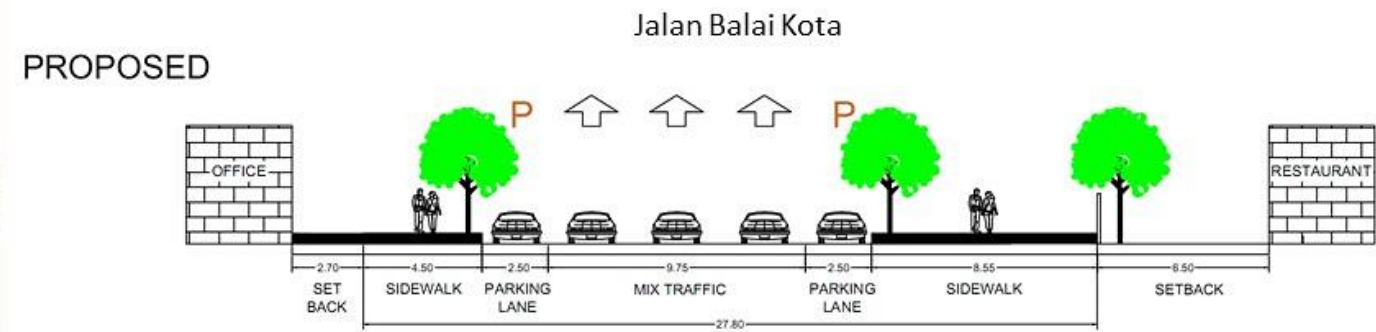 Jalan Balai Kota
PROPOSED
P P
OFFICE
RESTAURANT
2.70 4.50 2.50 9.75 2.50 8.55 6.50
SET BACK SIDEWALK PARKING LANE MIX TRAFFIC PARKING LANE SIDEWALK SETBACK
27.80